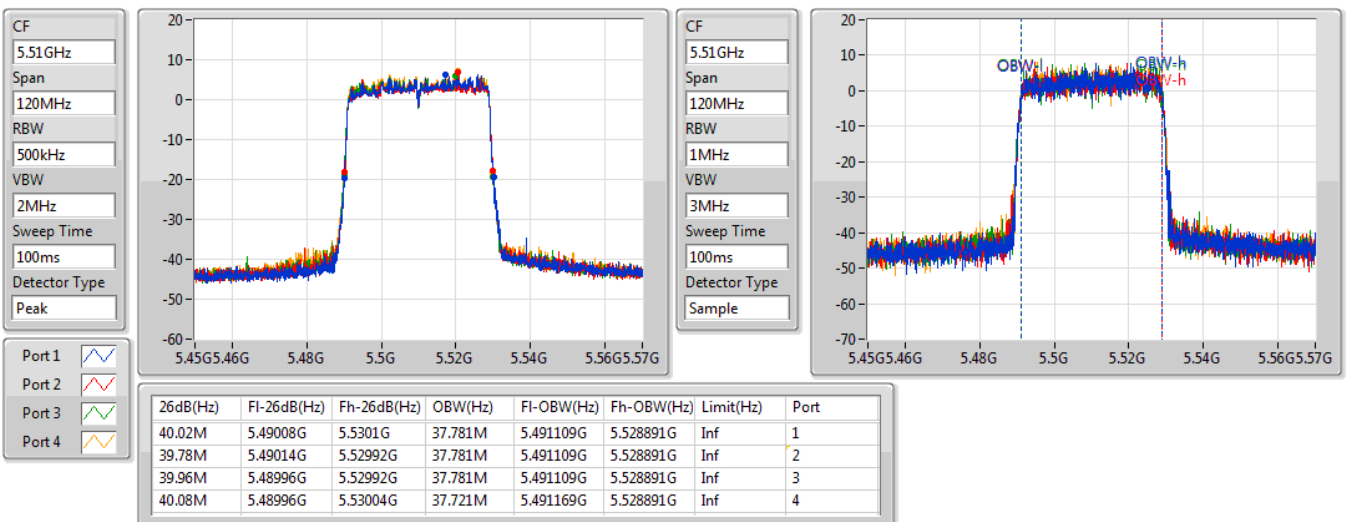 CF
5.51GHz
Span
120MHz
RBW
500kHz
VBW
2MHz
Sweep Time
100ms
Detector Type
Peak
20
10
0
-10
-20
-30
-40
-50
-60
5.45G 5.46G 5.48G 5.5G 5.52G 5.54G 5.56G 5.57G
CF
5.51GHz
Span
120MHz
RBW
1MHz
VBW
3MHz
Sweep Time
100ms
Detector Type
Sample
20
10
0
-10
-20
-30
-40
-50
-60
-70
OBW-l
OBW-h
OBW-h
5.45G 5.46G 5.48G 5.5G 5.52G 5.54G 5.56G 5.57G
Port 1
Port 2
Port 3
Port 4
26dB(Hz) Fl-26dB(Hz) Fh-26dB(Hz) OBW(Hz) Fl-OBW(Hz) Fh-OBW(Hz) Limit(Hz) Port
40.02M 5.49008G 5.5301G 37.781M 5.491109G 5.528891G Inf 1
39.78M 5.49014G 5.52992G 37.781M 5.491109G 5.528891G Inf 2
39.96M 5.48996G 5.52992G 37.781M 5.491109G 5.528891G Inf 3
40.08M 5.48996G 5.53004G 37.721M 5.491169G 5.528891G Inf 4